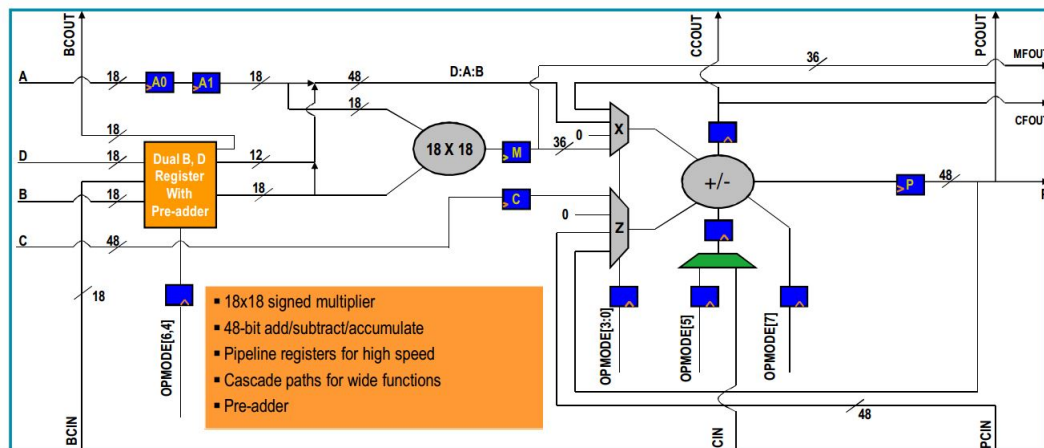 BCOUT
CCOUT
PCOUT
A
18
A0
A1
18
48
D:A:B
36
MFOUT
18
CFOUT
18
D
18
Dual B, D
Register
With
Pre-adder
12
18 X 18
M
36
0
X
B
18
18
C
+/-
P
48
C
48
0
Z
18
OPMODE[6,4]
▪ 18x18 signed multiplier
▪ 48-bit add/subtract/accumulate
▪ Pipeline registers for high speed
▪ Cascade paths for wide functions
▪ Pre-adder
OPMODE[3:0]
OPMODE[5]
OPMODE[7]
48
BCIN
CIN
PCIN